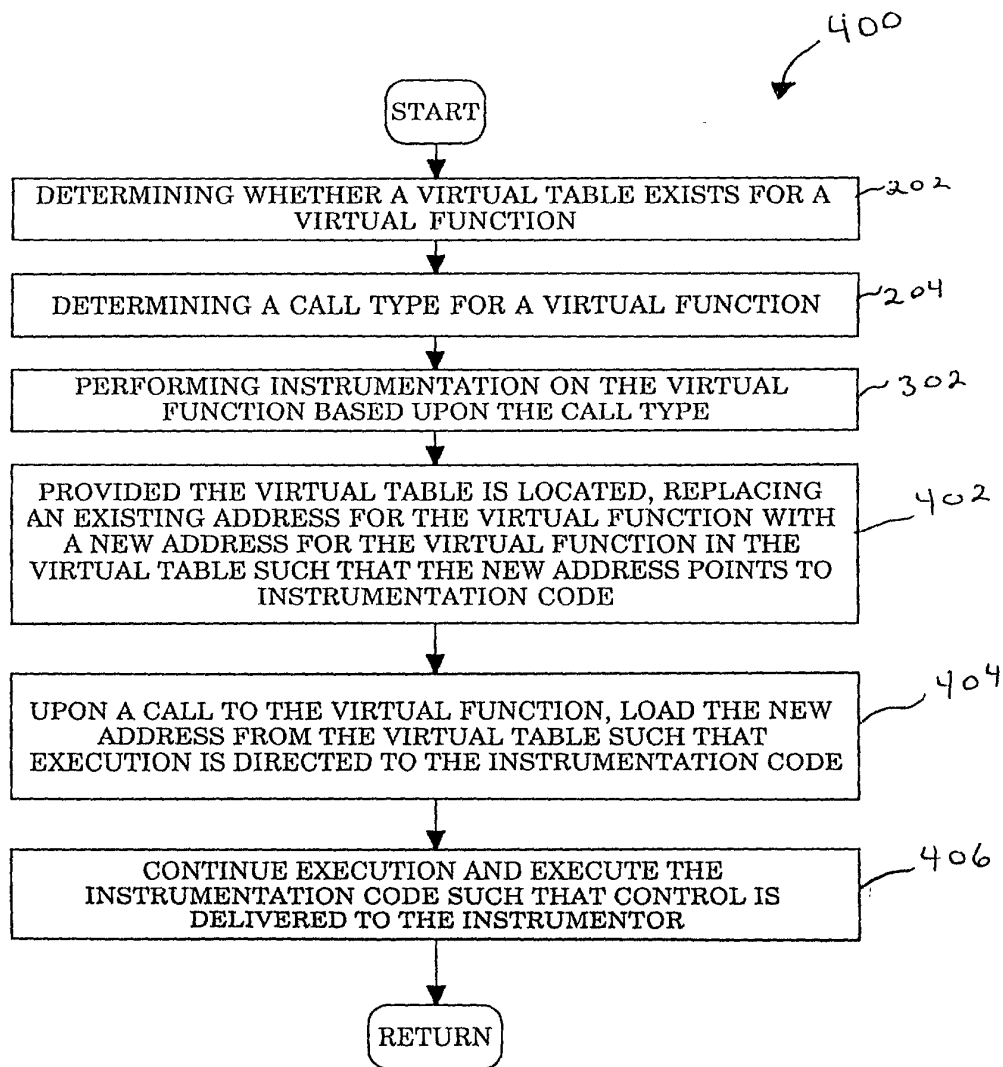 400
START
DETERMINING WHETHER A VIRTUAL TABLE EXISTS FOR A
VIRTUAL FUNCTION
202
DETERMINING A CALL TYPE FOR A VIRTUAL FUNCTION
204
PERFORMING INSTRUMENTATION ON THE VIRTUAL
FUNCTION BASED UPON THE CALL TYPE
302
PROVIDED THE VIRTUAL TABLE IS LOCATED, REPLACING
AN EXISTING ADDRESS FOR THE VIRTUAL FUNCTION WITH
A NEW ADDRESS FOR THE VIRTUAL FUNCTION IN THE
VIRTUAL TABLE SUCH THAT THE NEW ADDRESS POINTS TO
INSTRUMENTATION CODE
402
UPON A CALL TO THE VIRTUAL FUNCTION, LOAD THE NEW
ADDRESS FROM THE VIRTUAL TABLE SUCH THAT
EXECUTION IS DIRECTED TO THE INSTRUMENTATION CODE
404
CONTINUE EXECUTION AND EXECUTE THE
INSTRUMENTATION CODE SUCH THAT CONTROL IS
DELIVERED TO THE INSTRUMENTOR
406
RETURN